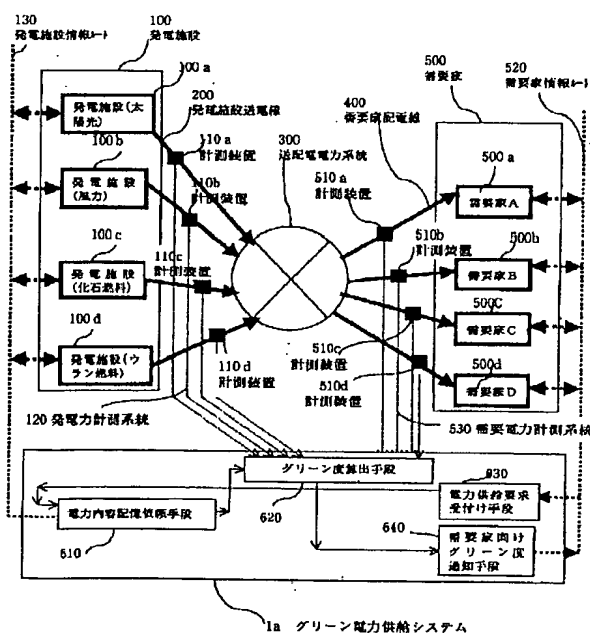 130
発電施設情報ルート
100
発電施設
100a
発電施設(太
陽光)
200
発電施設送電線
110a
計測装置
100b
発電施設
(風力)
110b
計測装置
300
送配電電力系統
100c
発電施設
(化石燃料)
110c
計測装置
100d
発電施設(ウ
ラン燃料)
110d
計測装置
120 発電力計測系統
400
需要家配電線
500
需要家
520
需要家情報ルート
510a
計測装置
500a
需要家A
510b
計測装置
500b
需要家B
510c
計測装置
500C
需要家C
510d
計測装置
500d
需要家D
530 需要電力計測系統
グリーン度算出手段
620
電力内容記憶依頼手段
610
630
電力供給要求
受付け手段
640
需要家向け
グリーン度
通知手段
1a グリーン電力供給システム